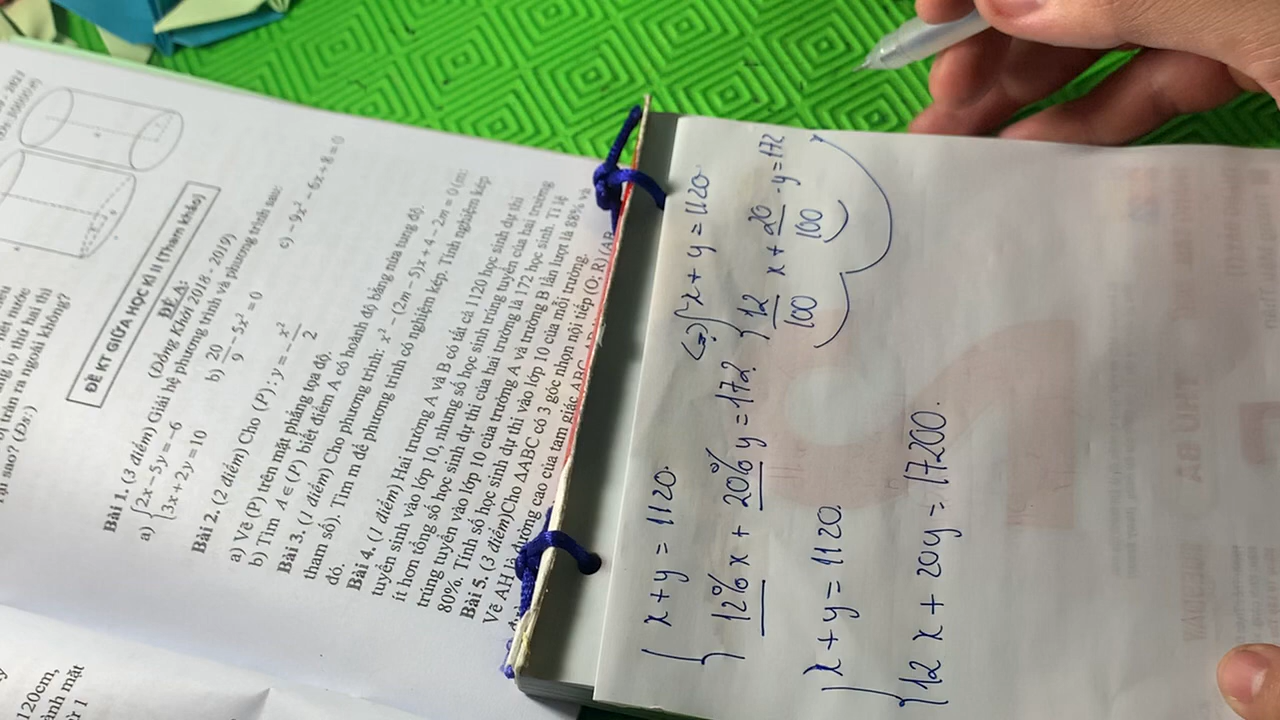 ĐỀ KT GIỮA HỌC KÌ II (Tham khảo)
ĐỀ A:
(Đồng Khởi 2018 - 2019)
Bài 1. (3 điểm) Giải hệ phương trình và phương trình sau:
a) { 2x − 5y = −6
3x + 2y = 10
b) 20/9 − 5x² = 0
c) −9x² − 6x + 8 = 0
Bài 2. (2 điểm) Cho (P): y = x²/2
a) Vẽ (P) trên mặt phẳng tọa độ.
b) Tìm A ∈ (P) biết điểm A có hoành độ bằng nửa tung độ.
Bài 3. (1 điểm) Cho phương trình: x² − (2m − 5)x + 4 − 2m = 0 (m:
tham số). Tìm m để phương trình có nghiệm kép. Tính nghiệm kép
đó.
Bài 4. (1 điểm) Hai trường A và B có tất cả 1120 học sinh dự thi
tuyển sinh vào lớp 10, nhưng số học sinh trúng tuyển của hai trường
ít hơn tổng số học sinh dự thi của hai trường là 172 học sinh. Tỉ lệ
trúng tuyển vào lớp 10 của trường A và trường B lần lượt là 88% và
80%. Tính số học sinh dự thi vào lớp 10 của mỗi trường.
Bài 5. (3 điểm)Cho ΔABC có 3 góc nhọn nội tiếp (O; R) (AB
Vẽ AH là đường cao của tam giác ABC
tràn ra ngoài không?
sao? (Đs:)
120cm,
mặt
{ x + y = 1120.
12% x + 20% y = 172.
(=) { x + y = 1120.
12/100 x + 20/100 . y = 172
{ x + y = 1120.
12 x + 20y = 17200.